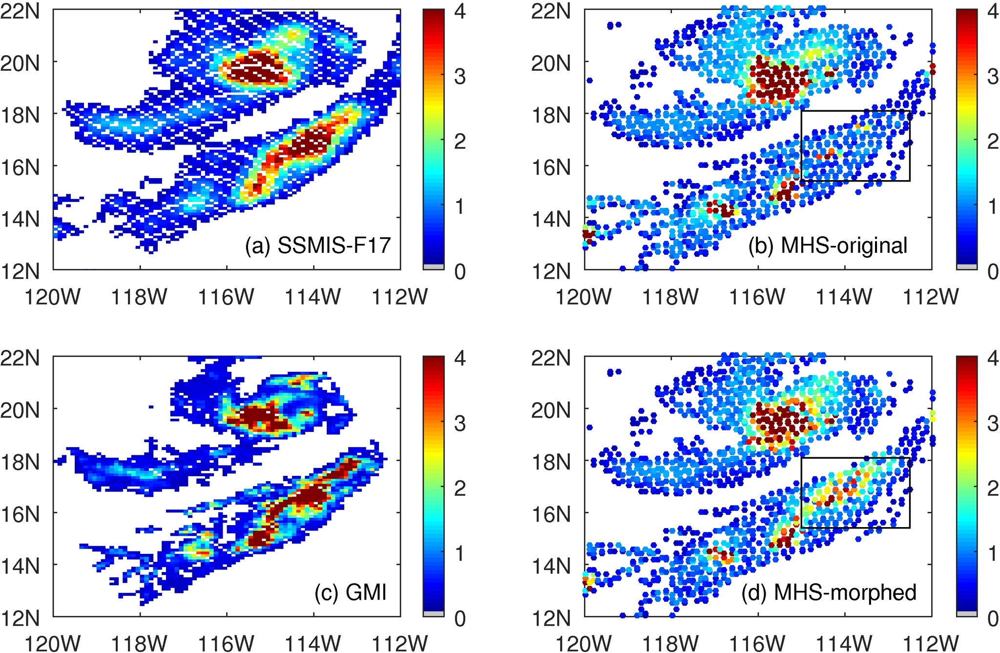 22N
20N
18N
16N
14N
12N
120W 118W 116W 114W 112W
4
3
2
1
0
(a) SSMIS-F17
22N
20N
18N
16N
14N
12N
120W 118W 116W 114W 112W
4
3
2
1
0
(b) MHS-original
22N
20N
18N
16N
14N
12N
120W 118W 116W 114W 112W
4
3
2
1
0
(c) GMI
22N
20N
18N
16N
14N
12N
120W 118W 116W 114W 112W
4
3
2
1
0
(d) MHS-morphed